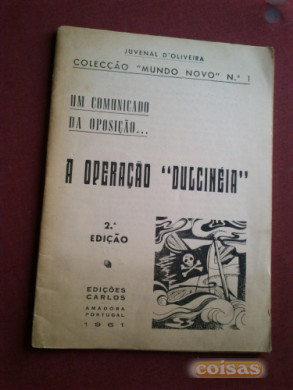 JUVENAL D'OLIVEIRA
COLECÇÃO "MUNDO NOVO" N.º 1
UM COMUNICADO
DA OPOSIÇÃO...
A OPERAÇÃO "DULCINÉIA"
2.ª
EDIÇÃO
EDIÇÕES
CARLOS
AMADORA
PORTUGAL
1961
coisas